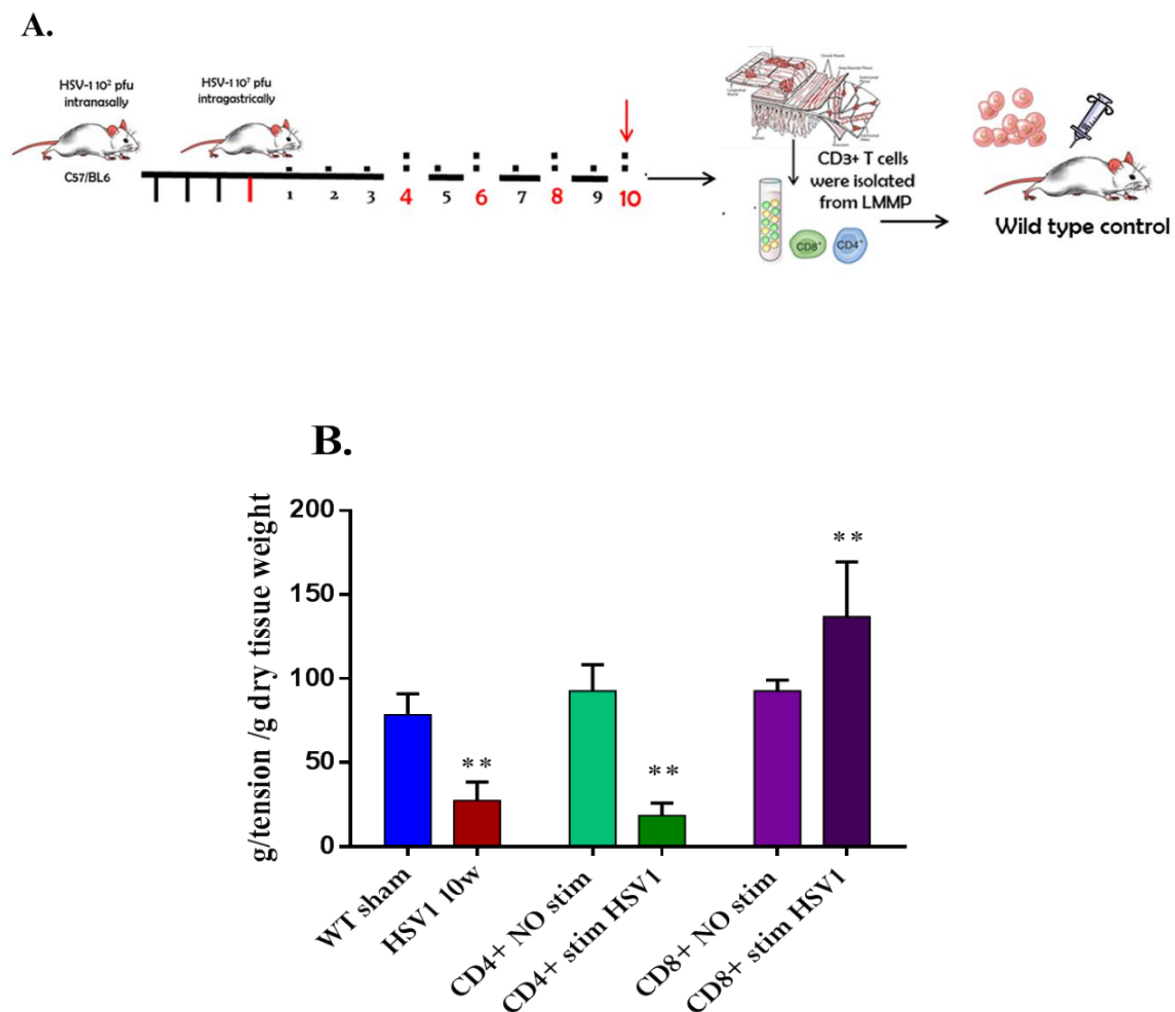 A.
HSV-1 10² pfu
intranasally
C57/BL6
HSV-1 10⁷ pfu
intragastrically
1 2 3 4 5 6 7 8 9 10
CD3+ T cells
were isolated
from LMMP
CD8⁺
CD4⁺
Wild type control
B.
g/tension /g dry tissue weight
200
150
100
50
0
**
**
**
WT sham
HSV1 10w
CD4+ NO stim
CD4+ stim HSV1
CD8+ NO stim
CD8+ stim HSV1